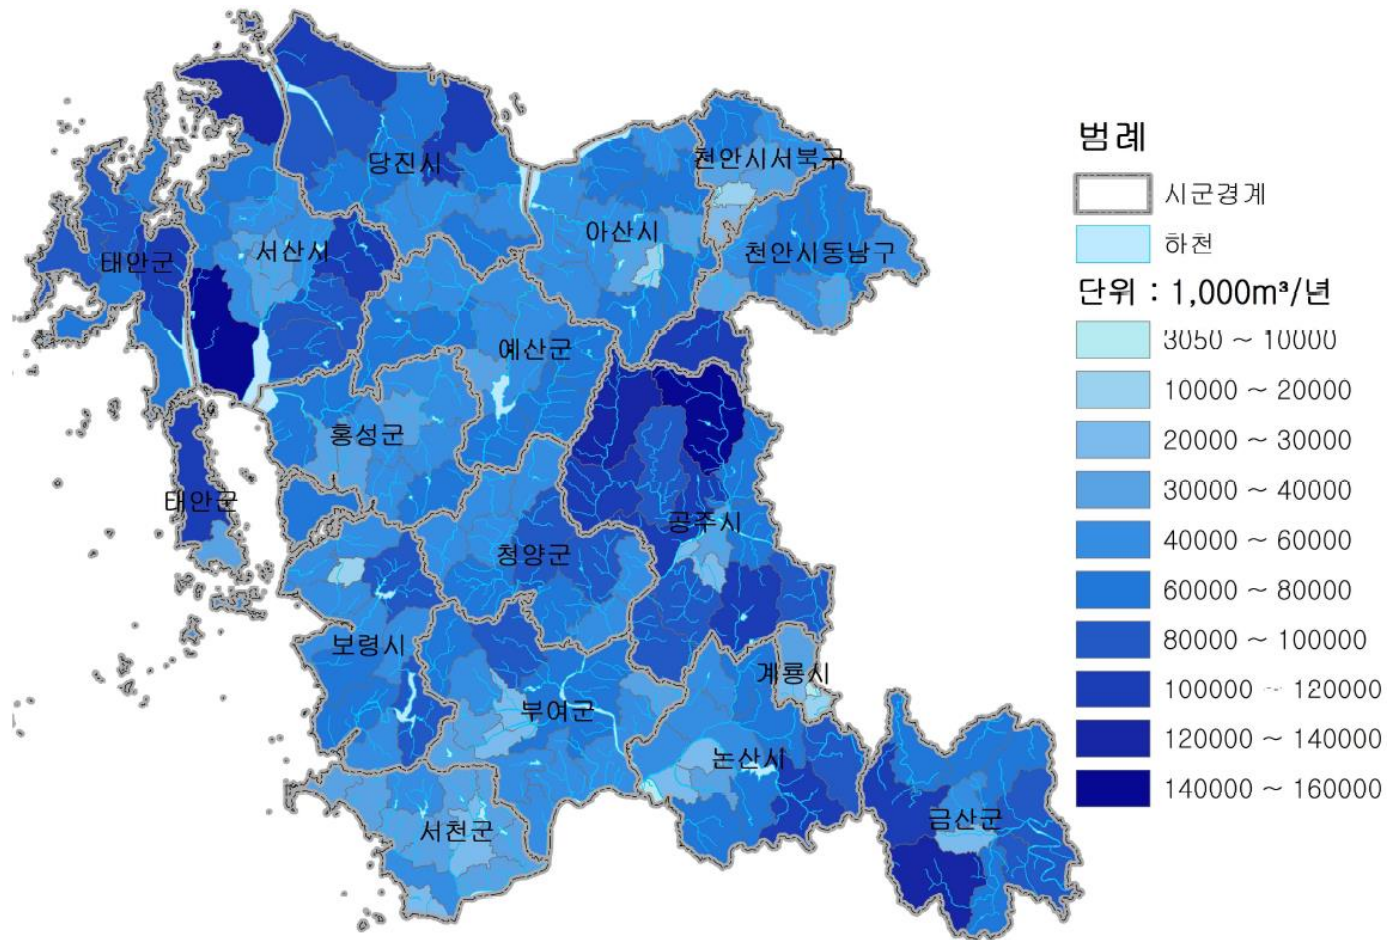 천안시서북구
당진시
아산시
서산시
천안시동남구
태안군
예산군
홍성군
태안군
공주시
청양군
보령시
계룡시
부여군
논산시
서천군
금산군
범례
시군경계
하천
단위 : 1,000m³/년
3050 ~ 10000
10000 ~ 20000
20000 ~ 30000
30000 ~ 40000
40000 ~ 60000
60000 ~ 80000
80000 ~ 100000
100000 ~ 120000
120000 ~ 140000
140000 ~ 160000